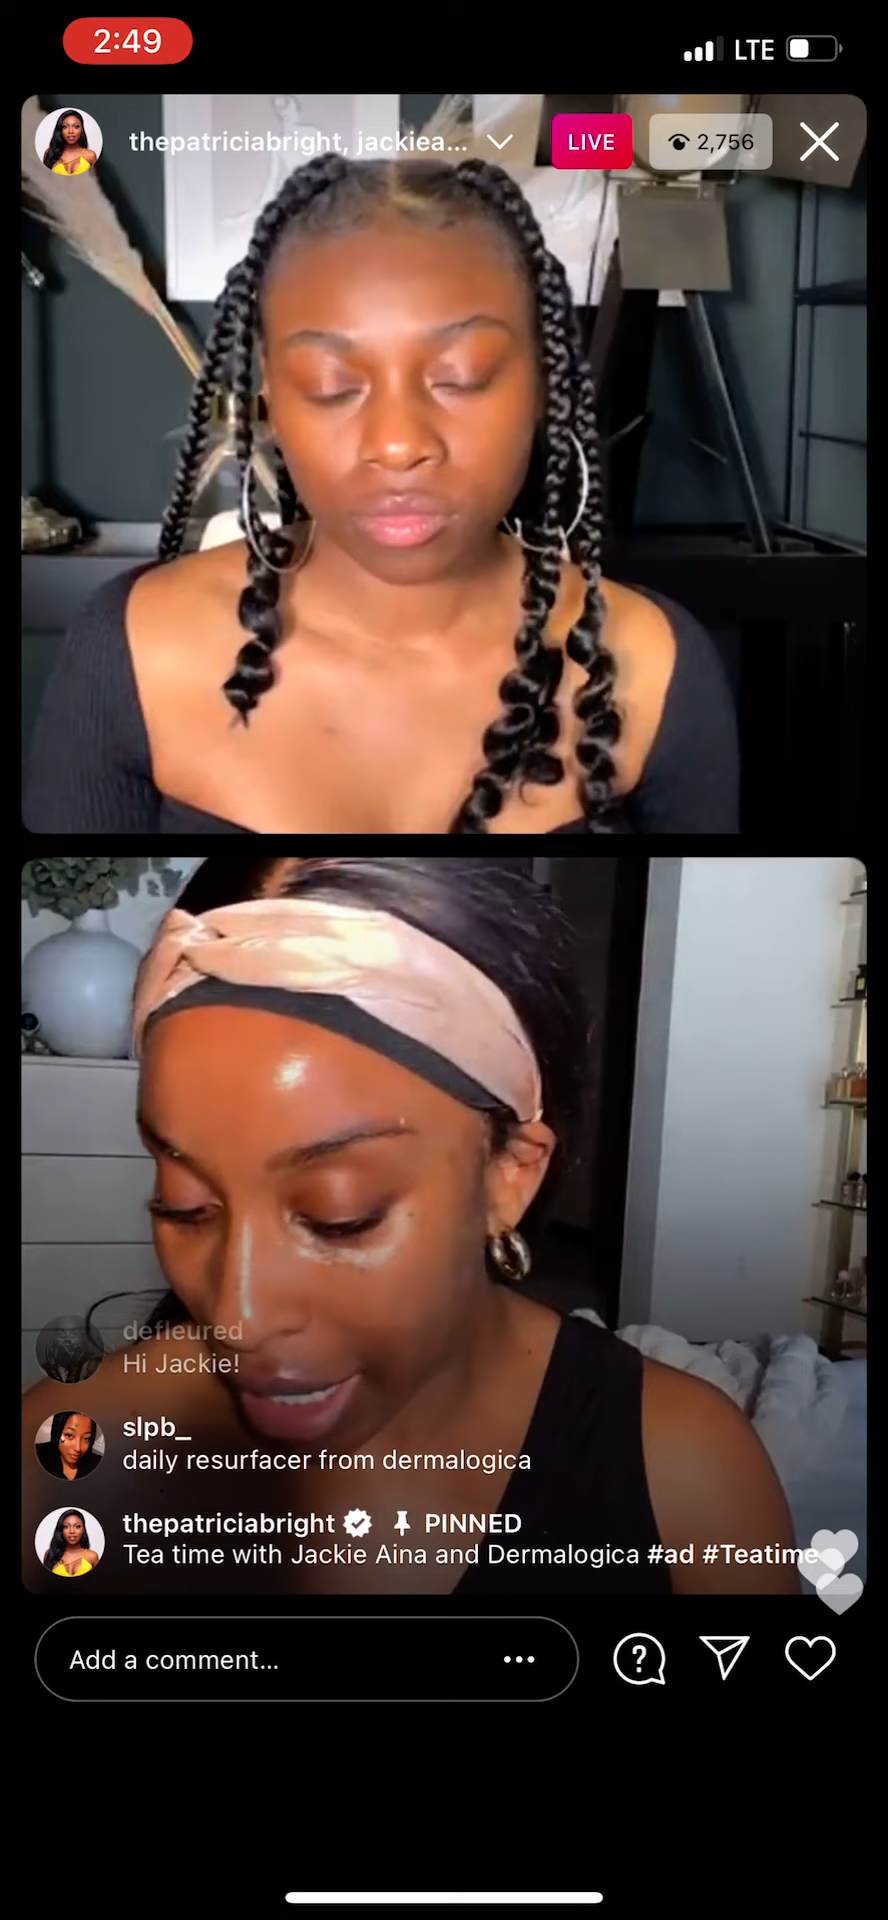 2:49
LTE
thepatriciabright, jackiea...
LIVE
2,756
defleured
Hi Jackie!
slpb_
daily resurfacer from dermalogica
thepatriciabright PINNED
Tea time with Jackie Aina and Dermalogica #ad #Teatime
Add a comment...
?